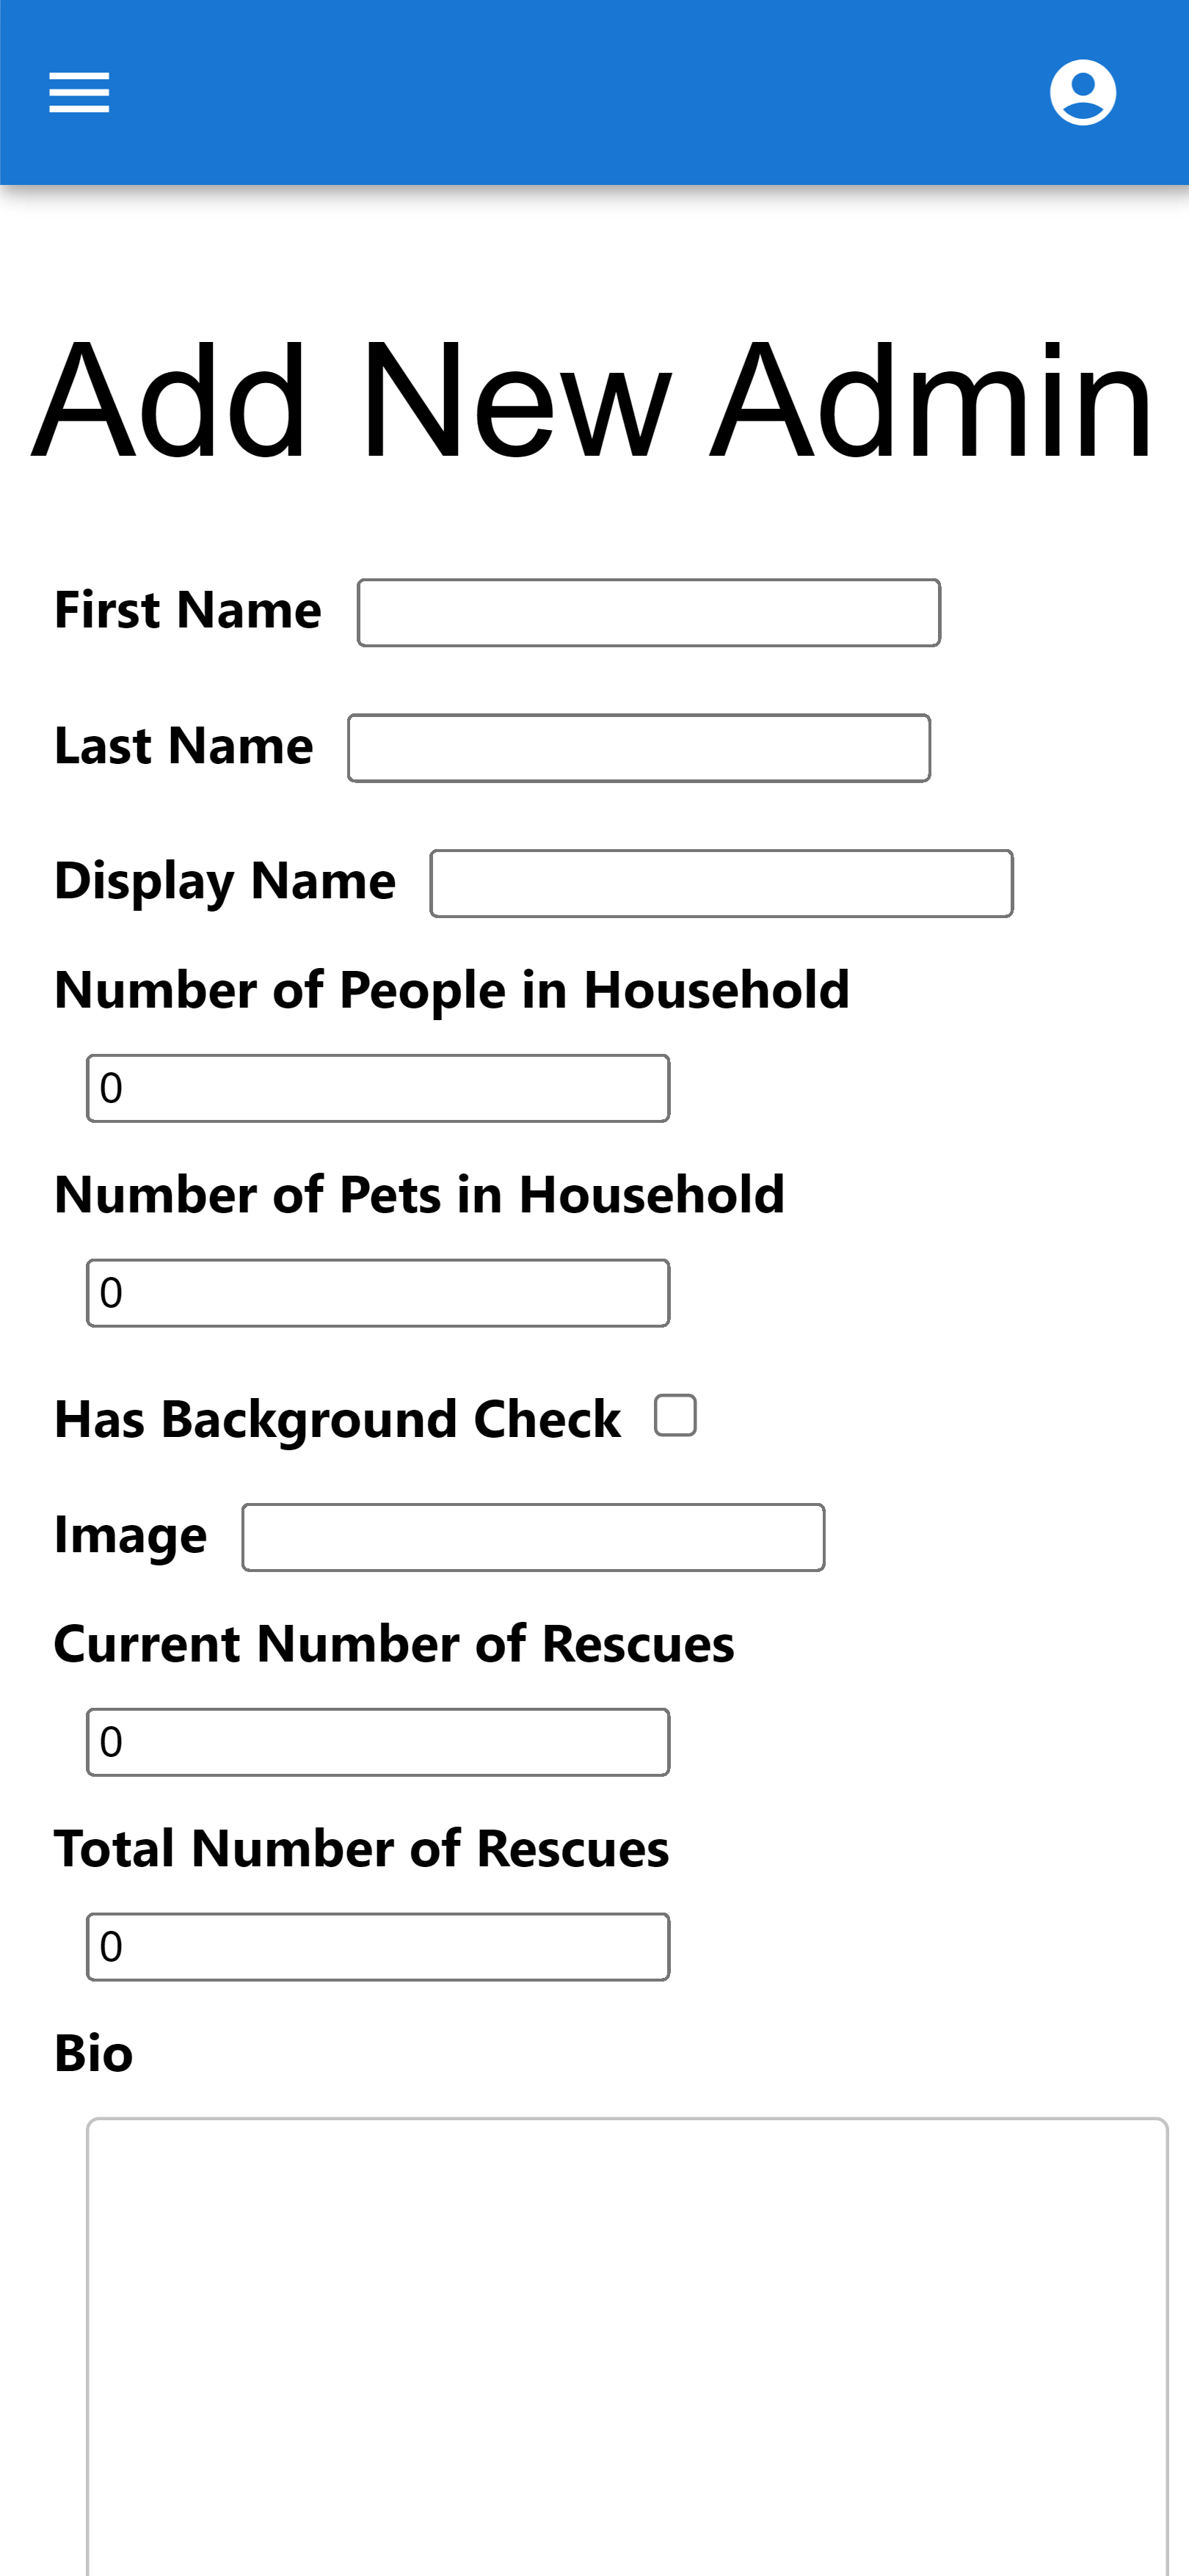 Add New Admin
First Name
Last Name
Display Name
Number of People in Household
0
Number of Pets in Household
0
Has Background Check
Image
Current Number of Rescues
0
Total Number of Rescues
0
Bio